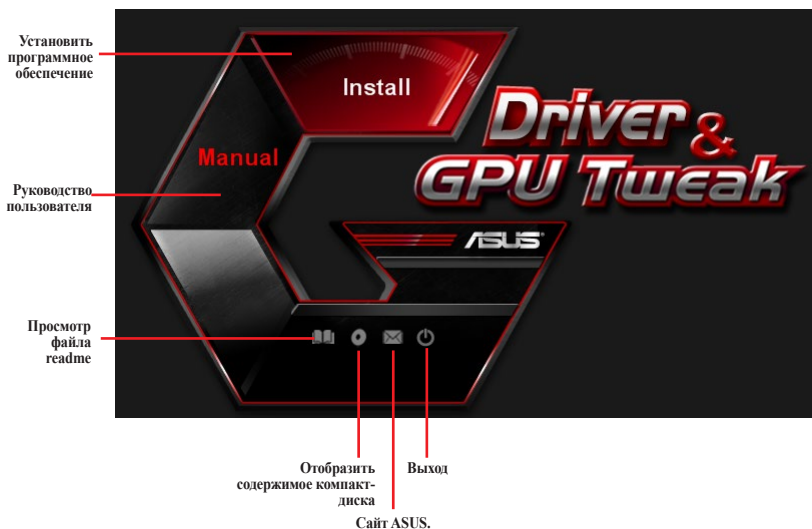 Установить
программное
обеспечение
Install
Driver &
GPU Tweak
Manual
Руководство
пользователя
ASUS
Просмотр
файла
readme
Отобразить
содержимое компакт-
диска
Выход
Сайт ASUS.